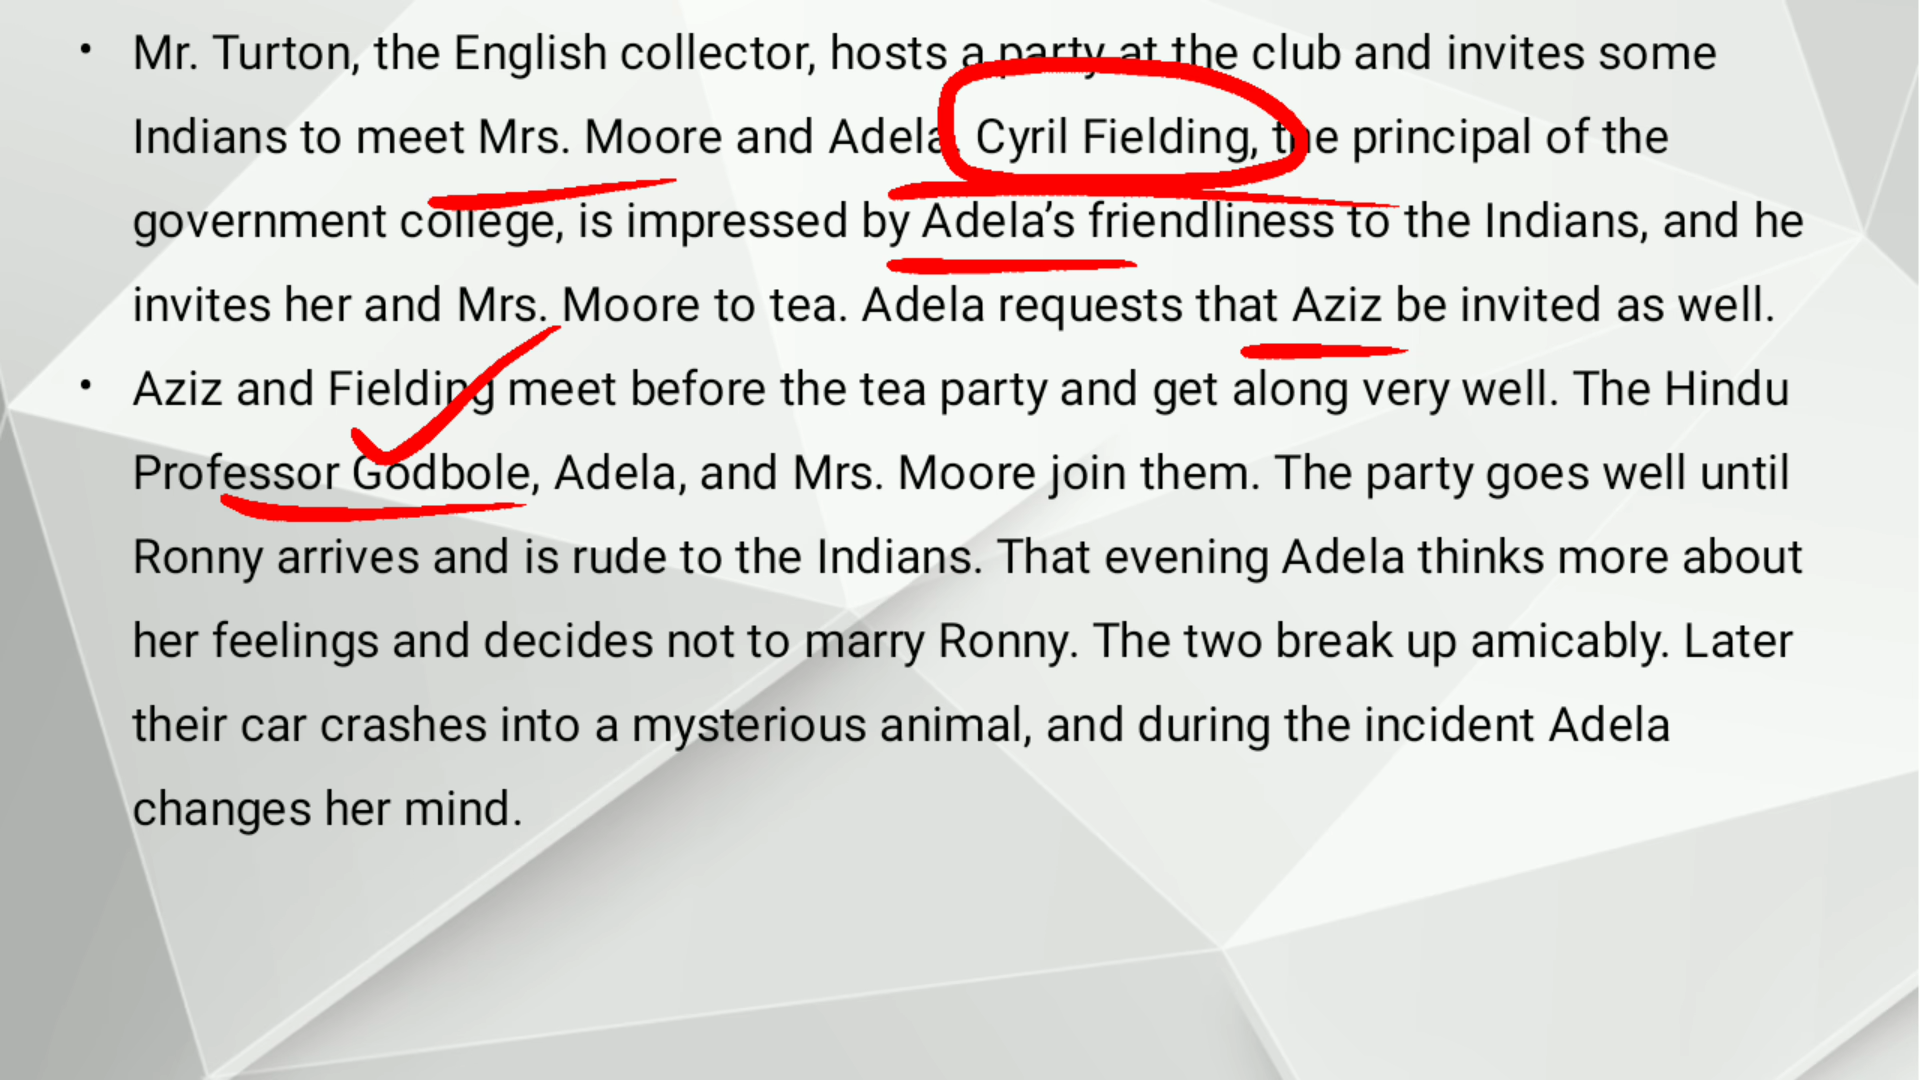 • Mr. Turton, the English collector, hosts a party at the club and invites some
Indians to meet Mrs. Moore and Adela. Cyril Fielding, the principal of the
government college, is impressed by Adela’s friendliness to the Indians, and he
invites her and Mrs. Moore to tea. Adela requests that Aziz be invited as well.
• Aziz and Fielding meet before the tea party and get along very well. The Hindu
Professor Godbole, Adela, and Mrs. Moore join them. The party goes well until
Ronny arrives and is rude to the Indians. That evening Adela thinks more about
her feelings and decides not to marry Ronny. The two break up amicably. Later
their car crashes into a mysterious animal, and during the incident Adela
changes her mind.